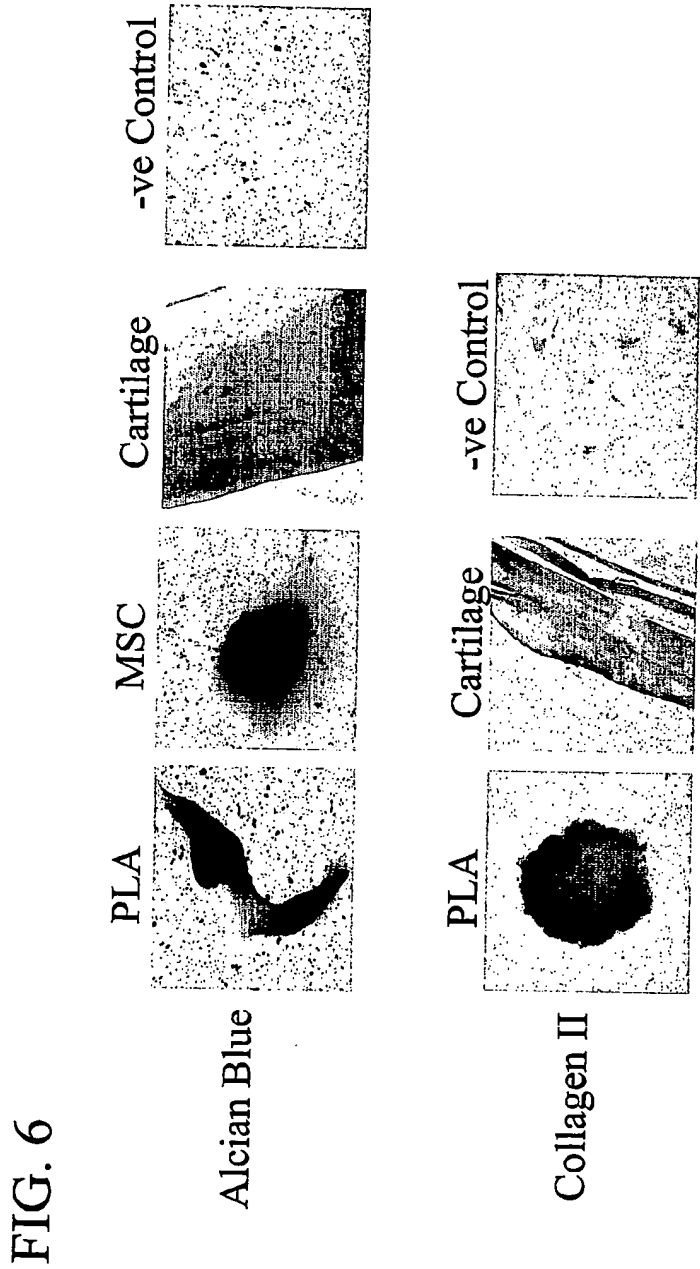 FIG. 6
PLA MSC Cartilage -ve Control
Alcian Blue
PLA Cartilage -ve Control
Collagen II